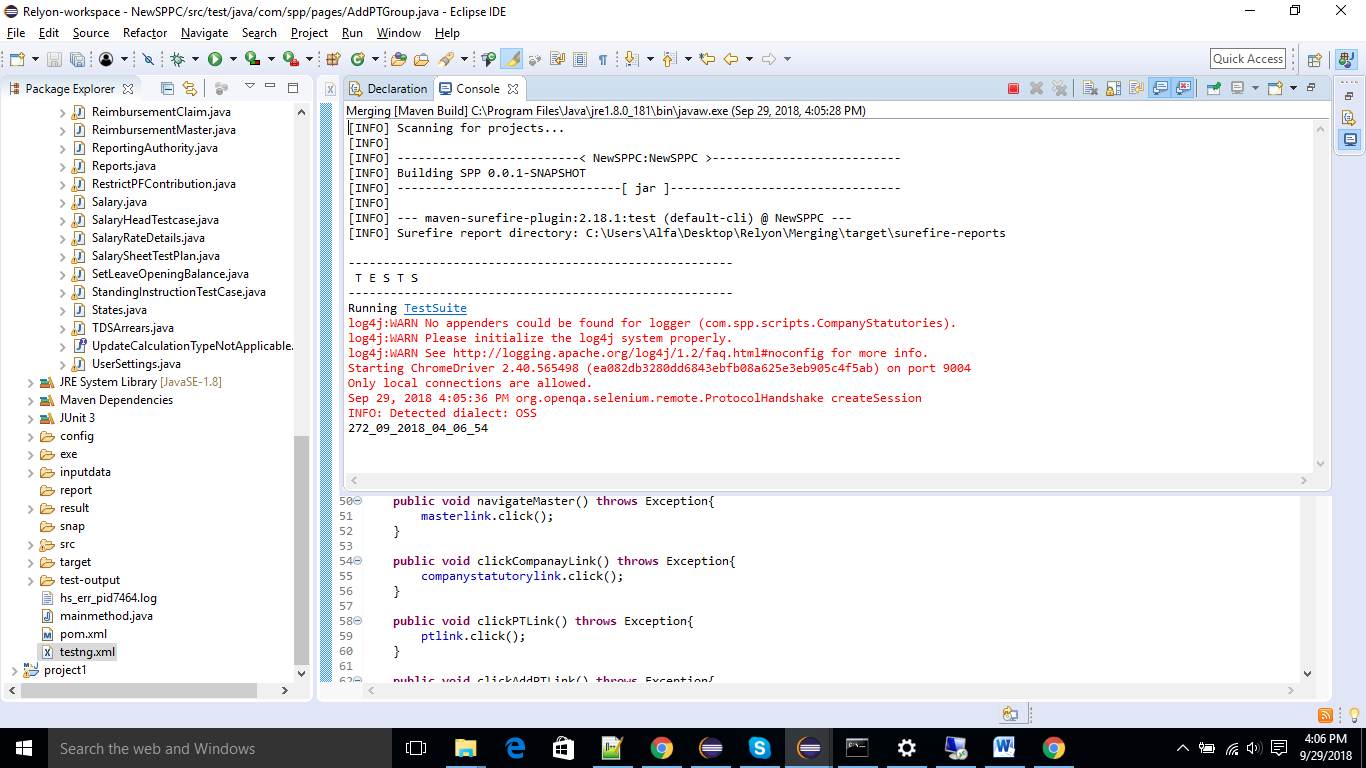 Relyon-workspace - NewSPPC/src/test/java/com/spp/pages/AddPTGroup.java - Eclipse IDE
File Edit Source Refactor Navigate Search Project Run Window Help
Quick Access
Package Explorer
ReimbursementClaim.java
ReimbursementMaster.java
ReportingAuthority.java
Reports.java
RestrictPFContribution.java
Salary.java
SalaryHeadTestcase.java
SalaryRateDetails.java
SalarySheetTestPlan.java
SetLeaveOpeningBalance.java
StandingInstructionTestCase.java
States.java
TDSArrears.java
UpdateCalculationTypeNotApplicable.
UserSettings.java
JRE System Library [JavaSE-1.8]
Maven Dependencies
JUnit 3
config
exe
inputdata
report
result
snap
src
target
test-output
hs_err_pid7464.log
mainmethod.java
pom.xml
testng.xml
project1
Declaration Console
Merging [Maven Build] C:\Program Files\Java\jre1.8.0_181\bin\javaw.exe (Sep 29, 2018, 4:05:28 PM)
[INFO] Scanning for projects...
[INFO]
[INFO] --------------------------< NewSPPC:NewSPPC >---------------------------
[INFO] Building SPP 0.0.1-SNAPSHOT
[INFO] --------------------------------[ jar ]---------------------------------
[INFO]
[INFO] --- maven-surefire-plugin:2.18.1:test (default-cli) @ NewSPPC ---
[INFO] Surefire report directory: C:\Users\Alfa\Desktop\Relyon\Merging\target\surefire-reports
-------------------------------------------------------
T E S T S
-------------------------------------------------------
Running TestSuite
log4j:WARN No appenders could be found for logger (com.spp.scripts.CompanyStatutories).
log4j:WARN Please initialize the log4j system properly.
log4j:WARN See http://logging.apache.org/log4j/1.2/faq.html#noconfig for more info.
Starting ChromeDriver 2.40.565498 (ea082db3280dd6843ebfb08a625e3eb905c4f5ab) on port 9004
Only local connections are allowed.
Sep 29, 2018 4:05:36 PM org.openqa.selenium.remote.ProtocolHandshake createSession
INFO: Detected dialect: OSS
272_09_2018_04_06_54
50 public void navigateMaster() throws Exception{
51 masterlink.click();
52 }
53
54 public void clickCompanayLink() throws Exception{
55 companystatutorylink.click();
56 }
57
58 public void clickPTLink() throws Exception{
59 ptlink.click();
60 }
61
62 public void clickAddPTLink() throws Exception{
Search the web and Windows
4:06 PM
9/29/2018